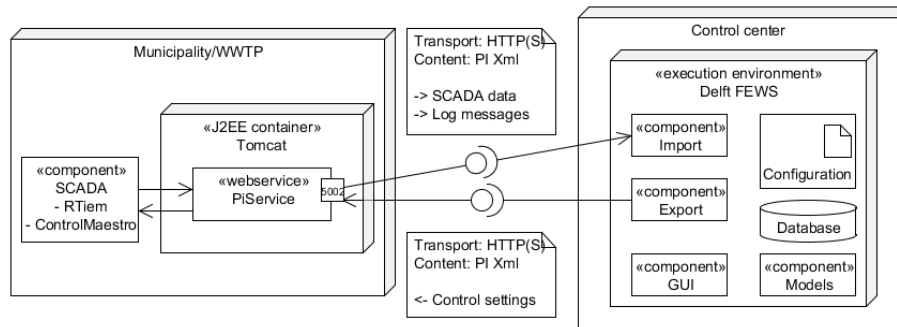 Municipality/WWTP
«J2EE container»
Tomcat
«component»
SCADA
- RTiem
- ControlMaestro
«webservice»
PiService
5002
Transport: HTTP(S)
Content: PI Xml
-> SCADA data
-> Log messages
Transport: HTTP(S)
Content: PI Xml
<- Control settings
Control center
«execution environment»
Delft FEWS
«component»
Import
Configuration
«component»
Export
Database
«component»
GUI
«component»
Models